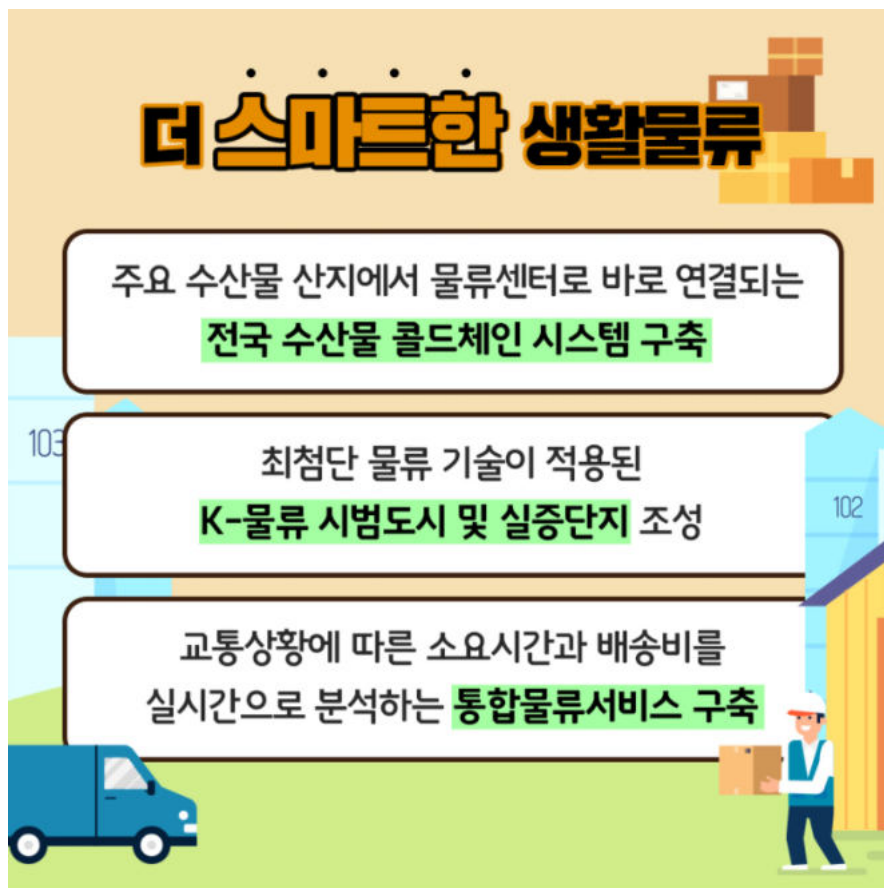 더 스마트한 생활물류
주요 수산물 산지에서 물류센터로 바로 연결되는
전국 수산물 콜드체인 시스템 구축
103
최첨단 물류 기술이 적용된
K-물류 시범도시 및 실증단지 조성
102
교통상황에 따른 소요시간과 배송비를
실시간으로 분석하는 통합물류서비스 구축